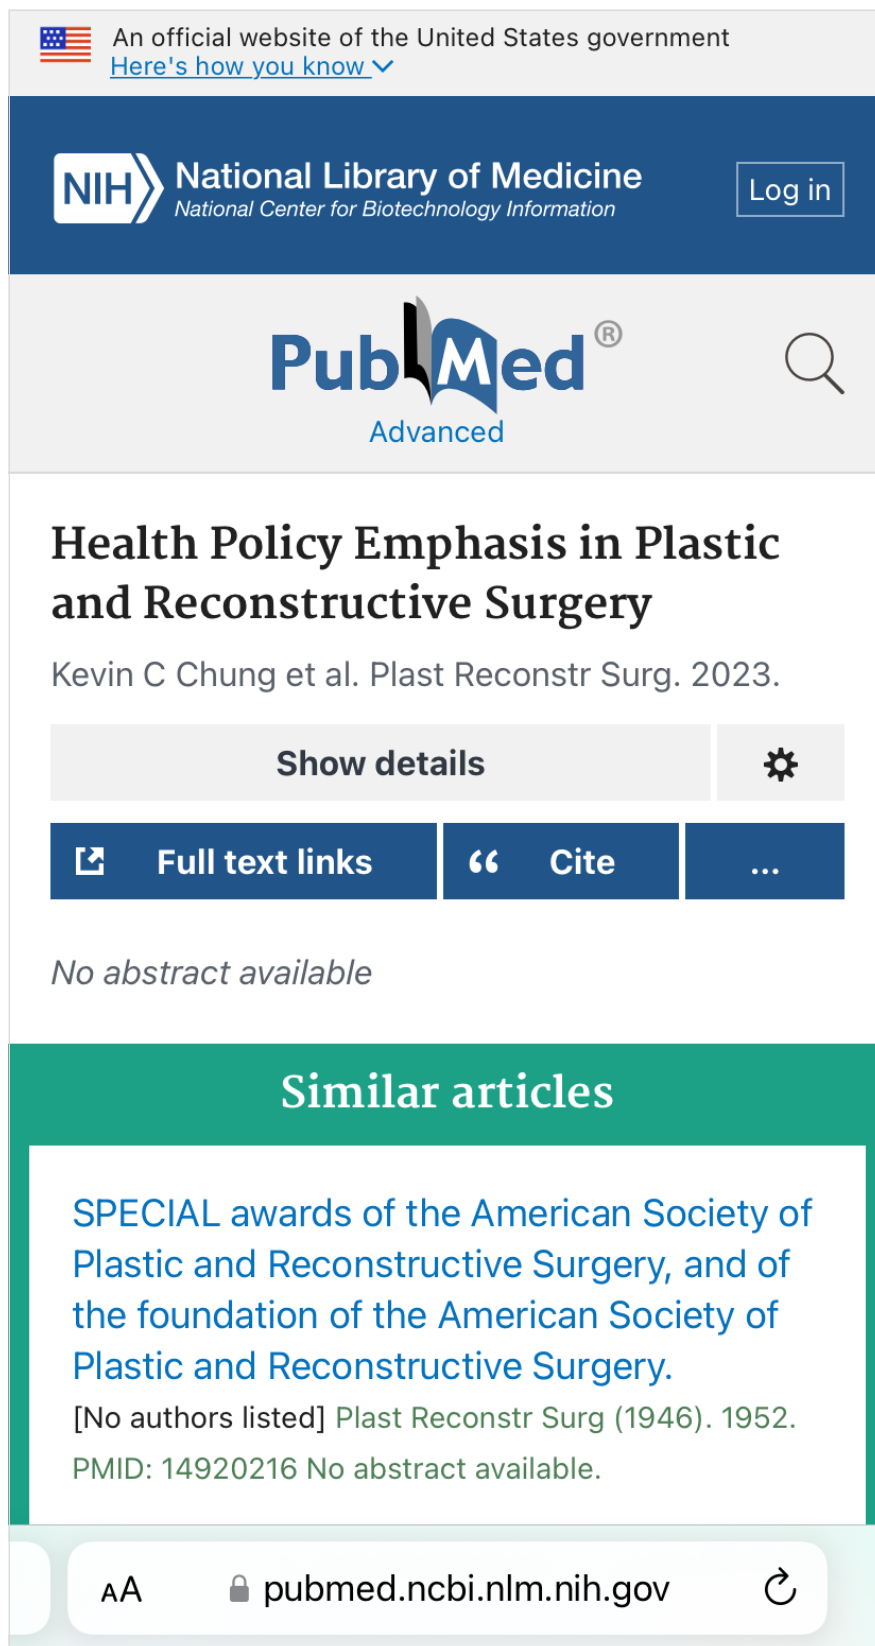 An official website of the United States government
Here's how you know
NIH National Library of Medicine
National Center for Biotechnology Information
Log in
PubMed®
Advanced
Health Policy Emphasis in Plastic
and Reconstructive Surgery
Kevin C Chung et al. Plast Reconstr Surg. 2023.
Show details
Full text links
“ Cite
...
No abstract available
Similar articles
SPECIAL awards of the American Society of
Plastic and Reconstructive Surgery, and of
the foundation of the American Society of
Plastic and Reconstructive Surgery.
[No authors listed] Plast Reconstr Surg (1946). 1952.
PMID: 14920216 No abstract available.
AA pubmed.ncbi.nlm.nih.gov